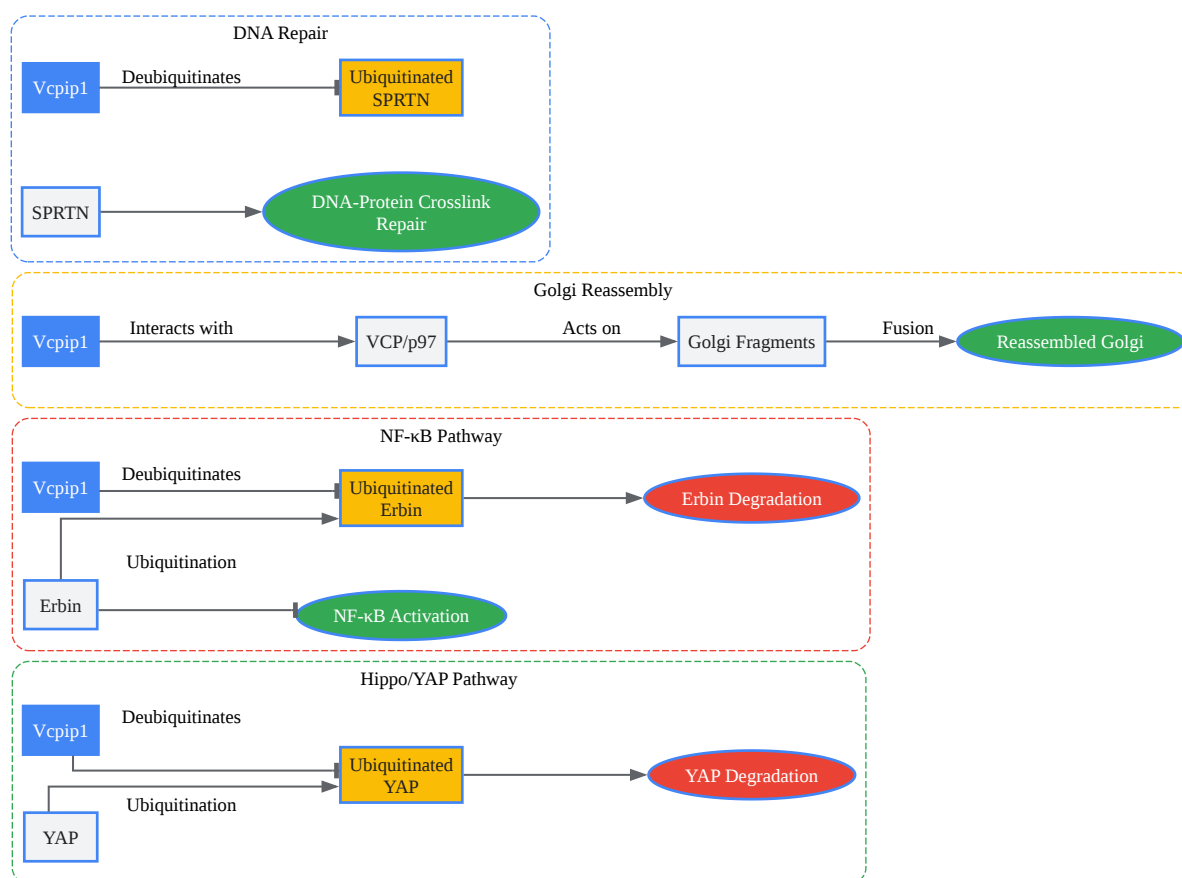 DNA Repair
Vcpip1
Deubiquitinates
Ubiquitinated
SPRTN
SPRTN
DNA-Protein Crosslink
Repair
Golgi Reassembly
Vcpip1
Interacts with
VCP/p97
Acts on
Golgi Fragments
Fusion
Reassembled Golgi
NF-κB Pathway
Vcpip1
Deubiquitinates
Ubiquitinated
Erbin
Erbin Degradation
Ubiquitination
Erbin
NF-κB Activation
Hippo/YAP Pathway
Vcpip1
Deubiquitinates
Ubiquitinated
YAP
YAP Degradation
Ubiquitination
YAP